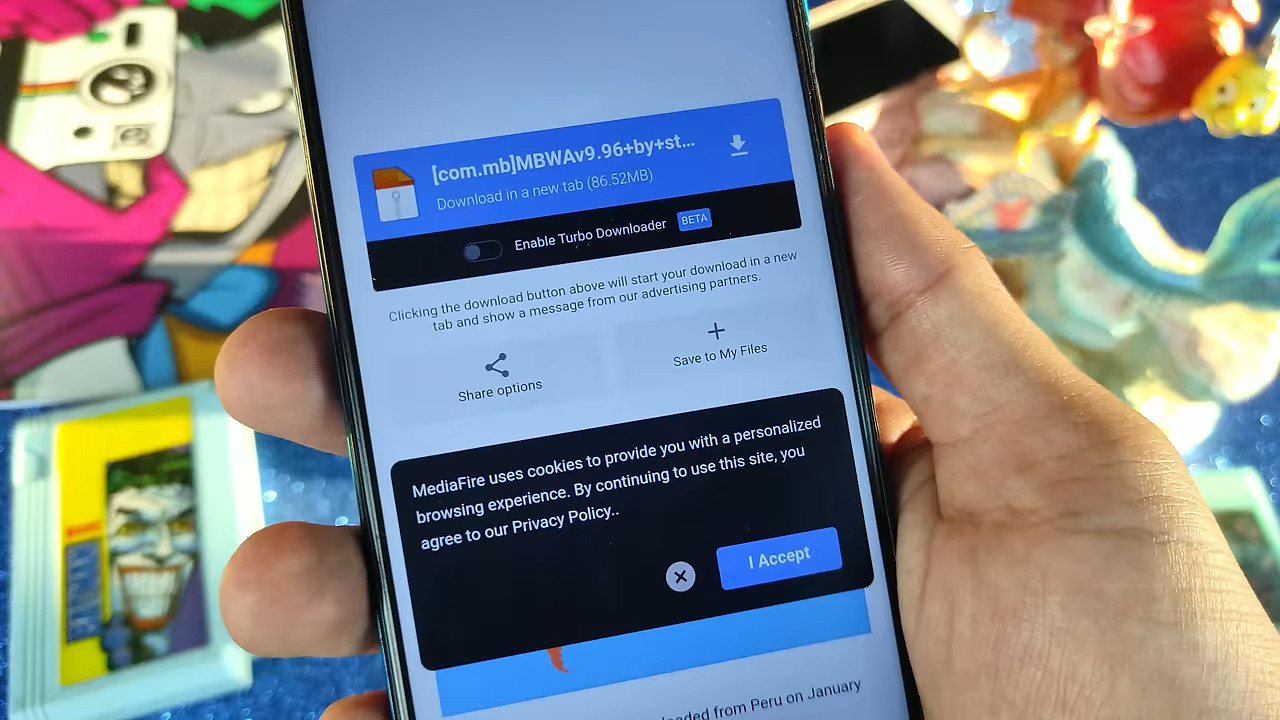 [com.mb]MBWAv9.96+by+st...
Download in a new tab (86.52MB)
Enable Turbo Downloader BETA
Clicking the download button above will start your download in a new
tab and show a message from our advertising partners.
Share options
Save to My Files
MediaFire uses cookies to provide you with a personalized
browsing experience. By continuing to use this site, you
agree to our Privacy Policy..
I Accept
from Peru on January